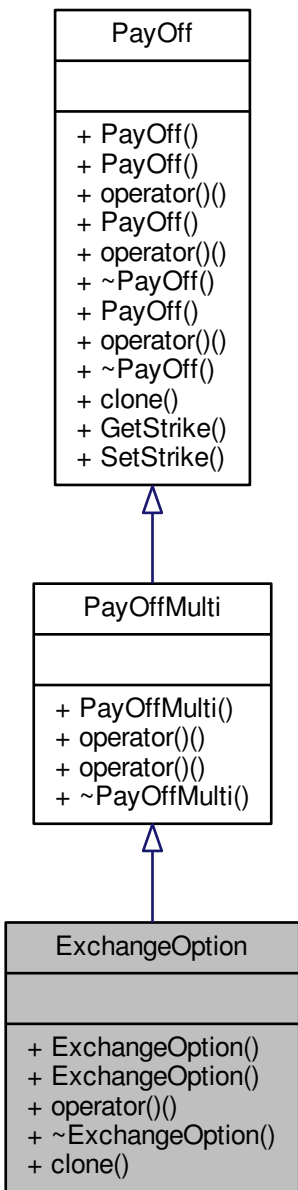 PayOff
+ PayOff()
+ PayOff()
+ operator()()
+ PayOff()
+ operator()()
+ ~PayOff()
+ PayOff()
+ operator()()
+ ~PayOff()
+ clone()
+ GetStrike()
+ SetStrike()
PayOffMulti
+ PayOffMulti()
+ operator()()
+ operator()()
+ ~PayOffMulti()
ExchangeOption
+ ExchangeOption()
+ ExchangeOption()
+ operator()()
+ ~ExchangeOption()
+ clone()